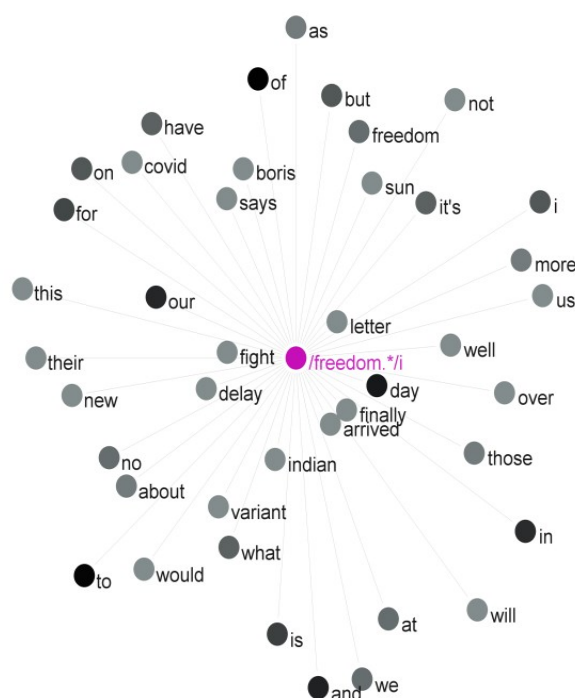 as
of
but
not
have
freedom
covid
on
boris
sun
says
it's
i
for
more
this
our
us
letter
their
fight
/freedom.*/i
well
new
delay
day
over
finally
arrived
no
indian
those
about
variant
in
what
to
would
will
at
is
we
and